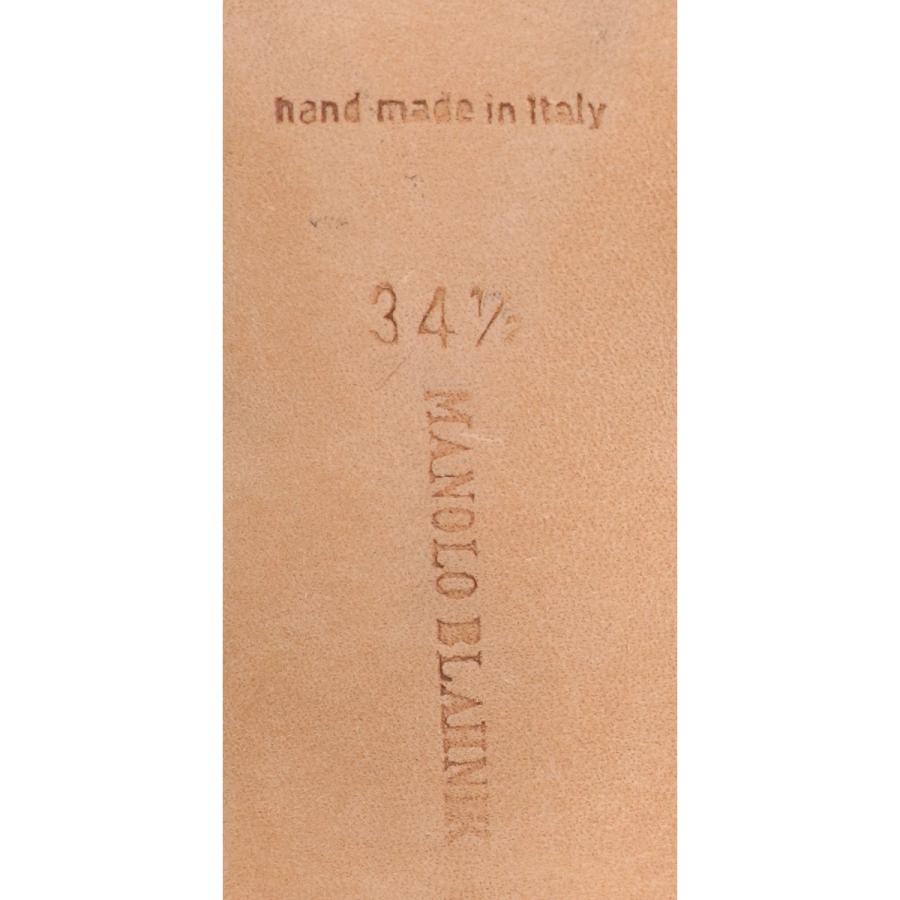 hand made in Italy
34½
MANOLO BLAHNIK